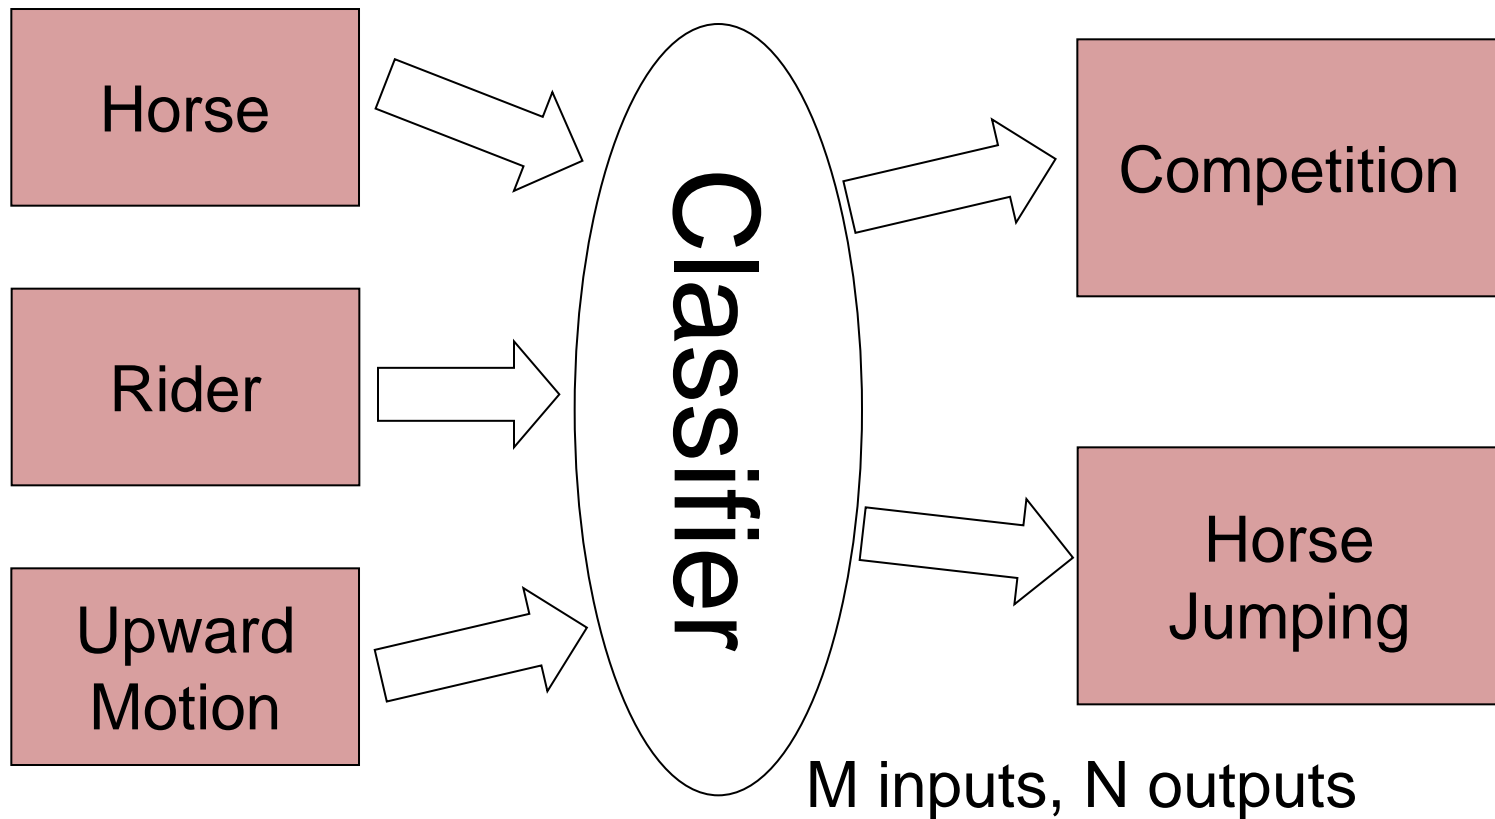 Horse
Rider
Upward
Motion
Classifier
Competition
Horse
Jumping
M inputs, N outputs